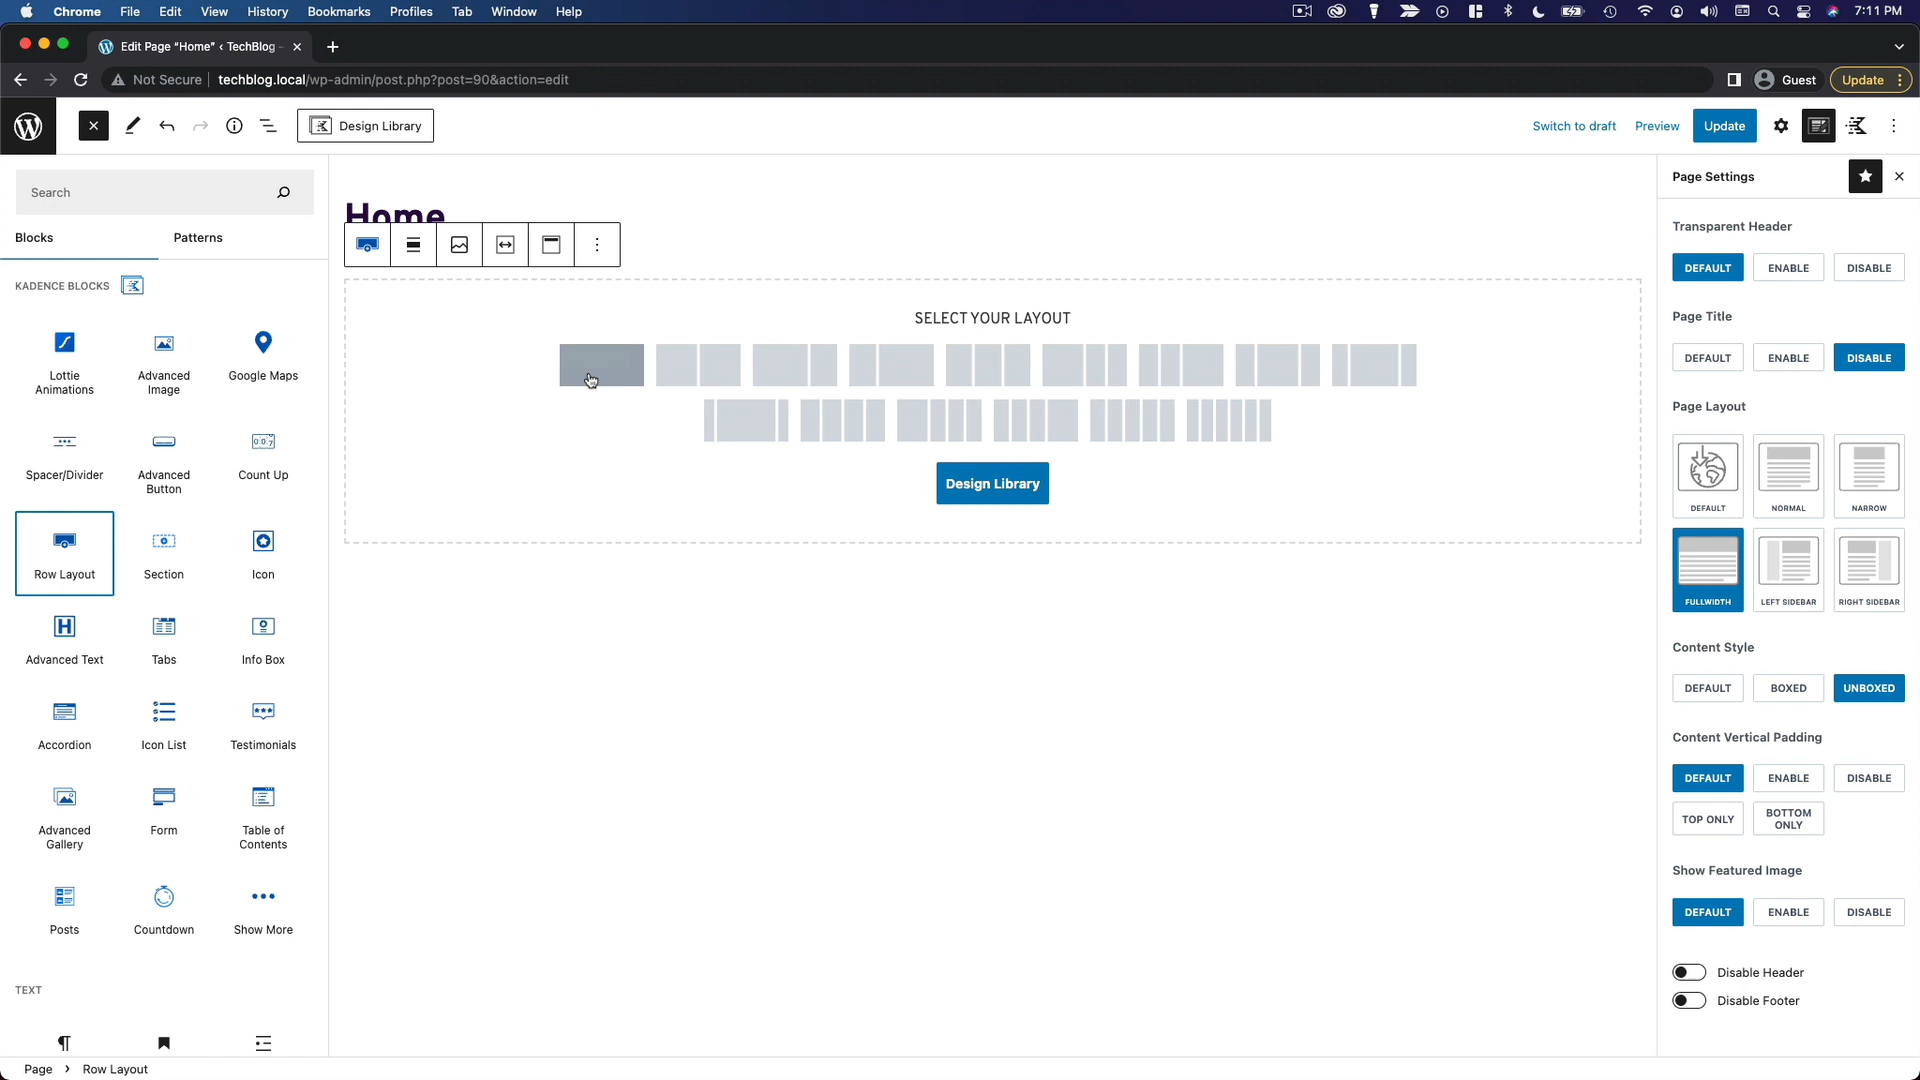 Chrome File Edit View History Bookmarks Profiles Tab Window Help 7:11 PM
Edit Page “Home” ‹ TechBlog -
Not Secure techblog.local/wp-admin/post.php?post=90&action=edit Guest Update
Design Library Switch to draft Preview Update
Search
Blocks Patterns
KADENCE BLOCKS
Lottie Animations
Advanced Image
Google Maps
Spacer/Divider
Advanced Button
Count Up
Row Layout
Section
Icon
Advanced Text
Tabs
Info Box
Accordion
Icon List
Testimonials
Advanced Gallery
Form
Table of Contents
Posts
Countdown
Show More
TEXT
Home
SELECT YOUR LAYOUT
Design Library
Page Settings
Transparent Header
DEFAULT ENABLE DISABLE
Page Title
DEFAULT ENABLE DISABLE
Page Layout
DEFAULT NORMAL NARROW
FULLWIDTH LEFT SIDEBAR RIGHT SIDEBAR
Content Style
DEFAULT BOXED UNBOXED
Content Vertical Padding
DEFAULT ENABLE DISABLE
TOP ONLY BOTTOM ONLY
Show Featured Image
DEFAULT ENABLE DISABLE
Disable Header
Disable Footer
Page › Row Layout